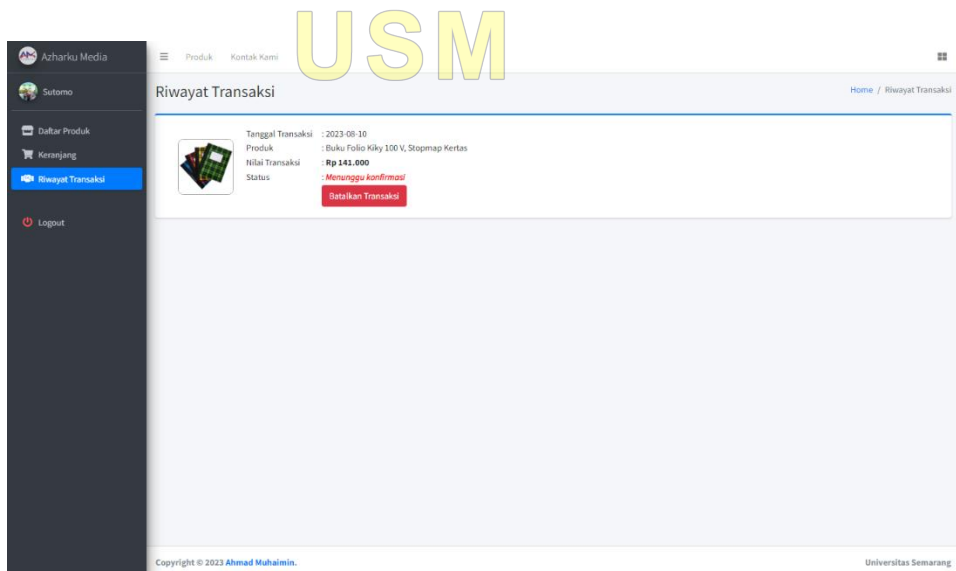 USM
Azharku Media
Produk Kontak Kami
Sutomo
Riwayat Transaksi
Home / Riwayat Transaksi
Daftar Produk
Keranjang
Riwayat Transaksi
Logout
Tanggal Transaksi : 2023-08-10
Produk : Buku Folio Kiky 100 V, Stopmap Kertas
Nilai Transaksi : Rp 141.000
Status : Menunggu konfirmasi
Batalkan Transaksi
Copyright © 2023 Ahmad Muhaimin.
Universitas Semarang